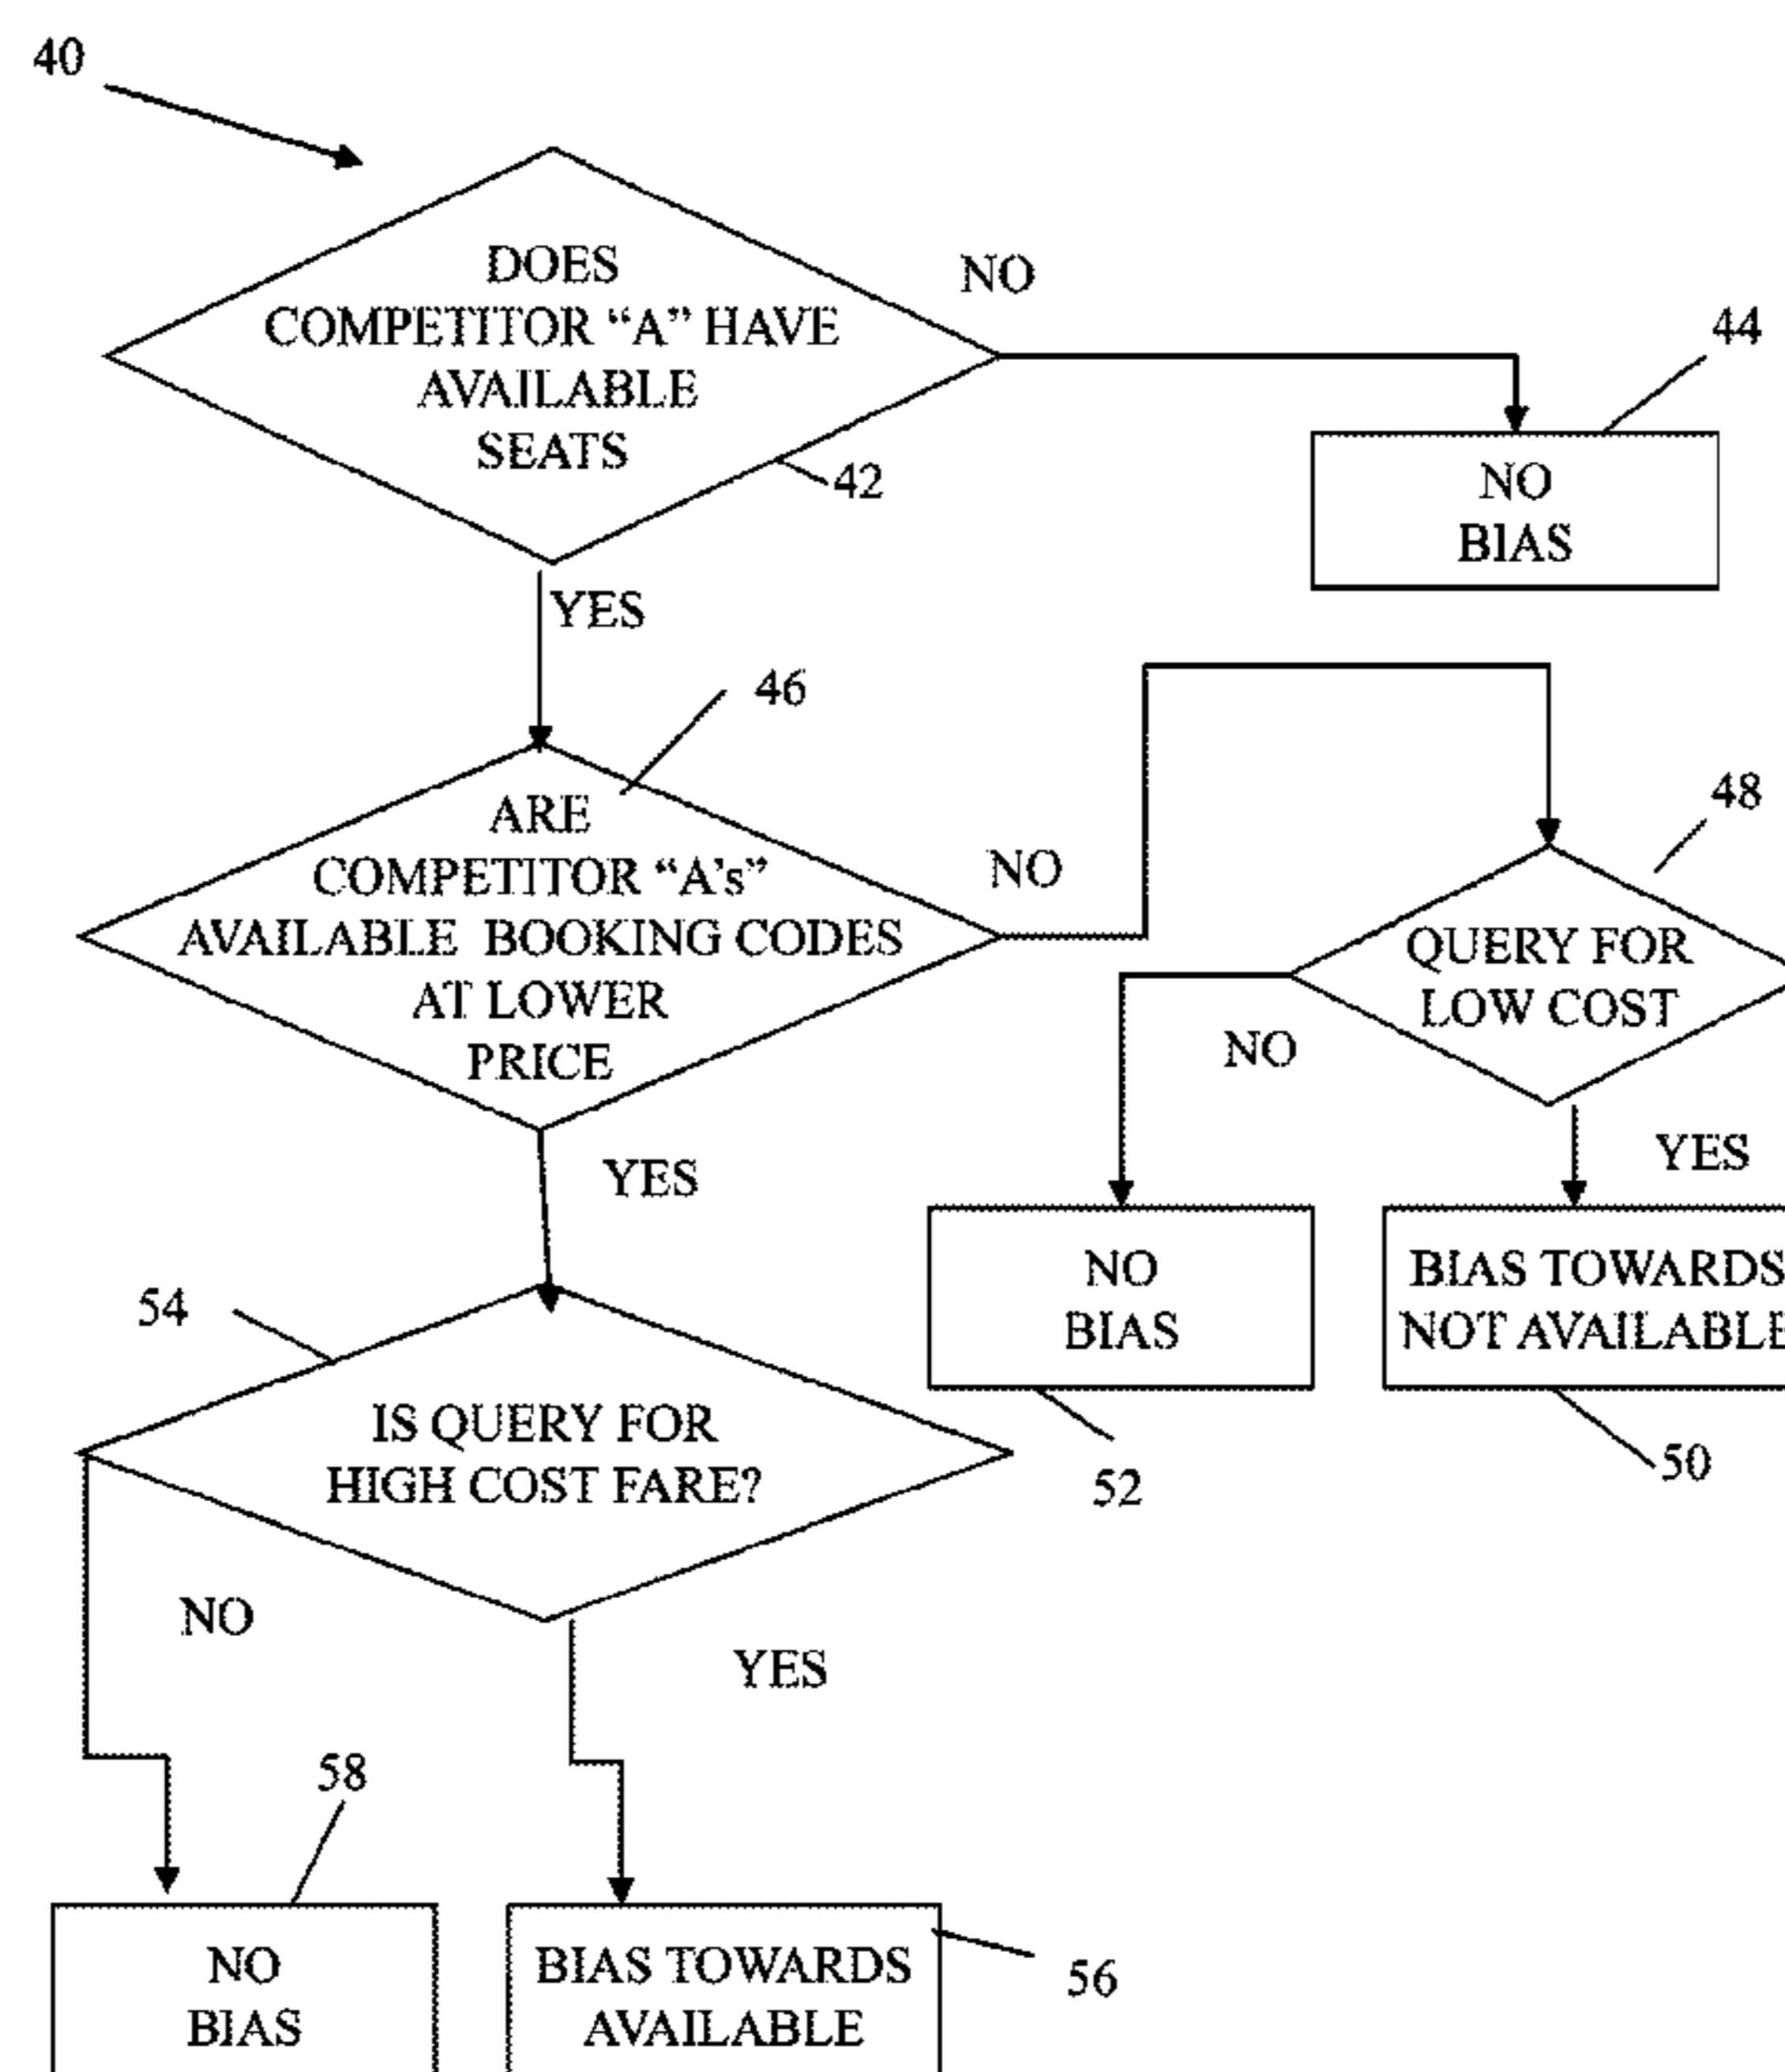 40
DOES
COMPETITOR “A” HAVE
AVAILABLE
SEATS
NO
42
44
NO
BIAS
YES
46
ARE
COMPETITOR “A's”
AVAILABLE BOOKING CODES
AT LOWER
PRICE
NO
48
QUERY FOR
LOW COST
NO
YES
NO
BIAS
52
BIAS TOWARDS
NOT AVAILABLE
50
YES
54
IS QUERY FOR
HIGH COST FARE?
NO
YES
58
NO
BIAS
BIAS TOWARDS
AVAILABLE
56